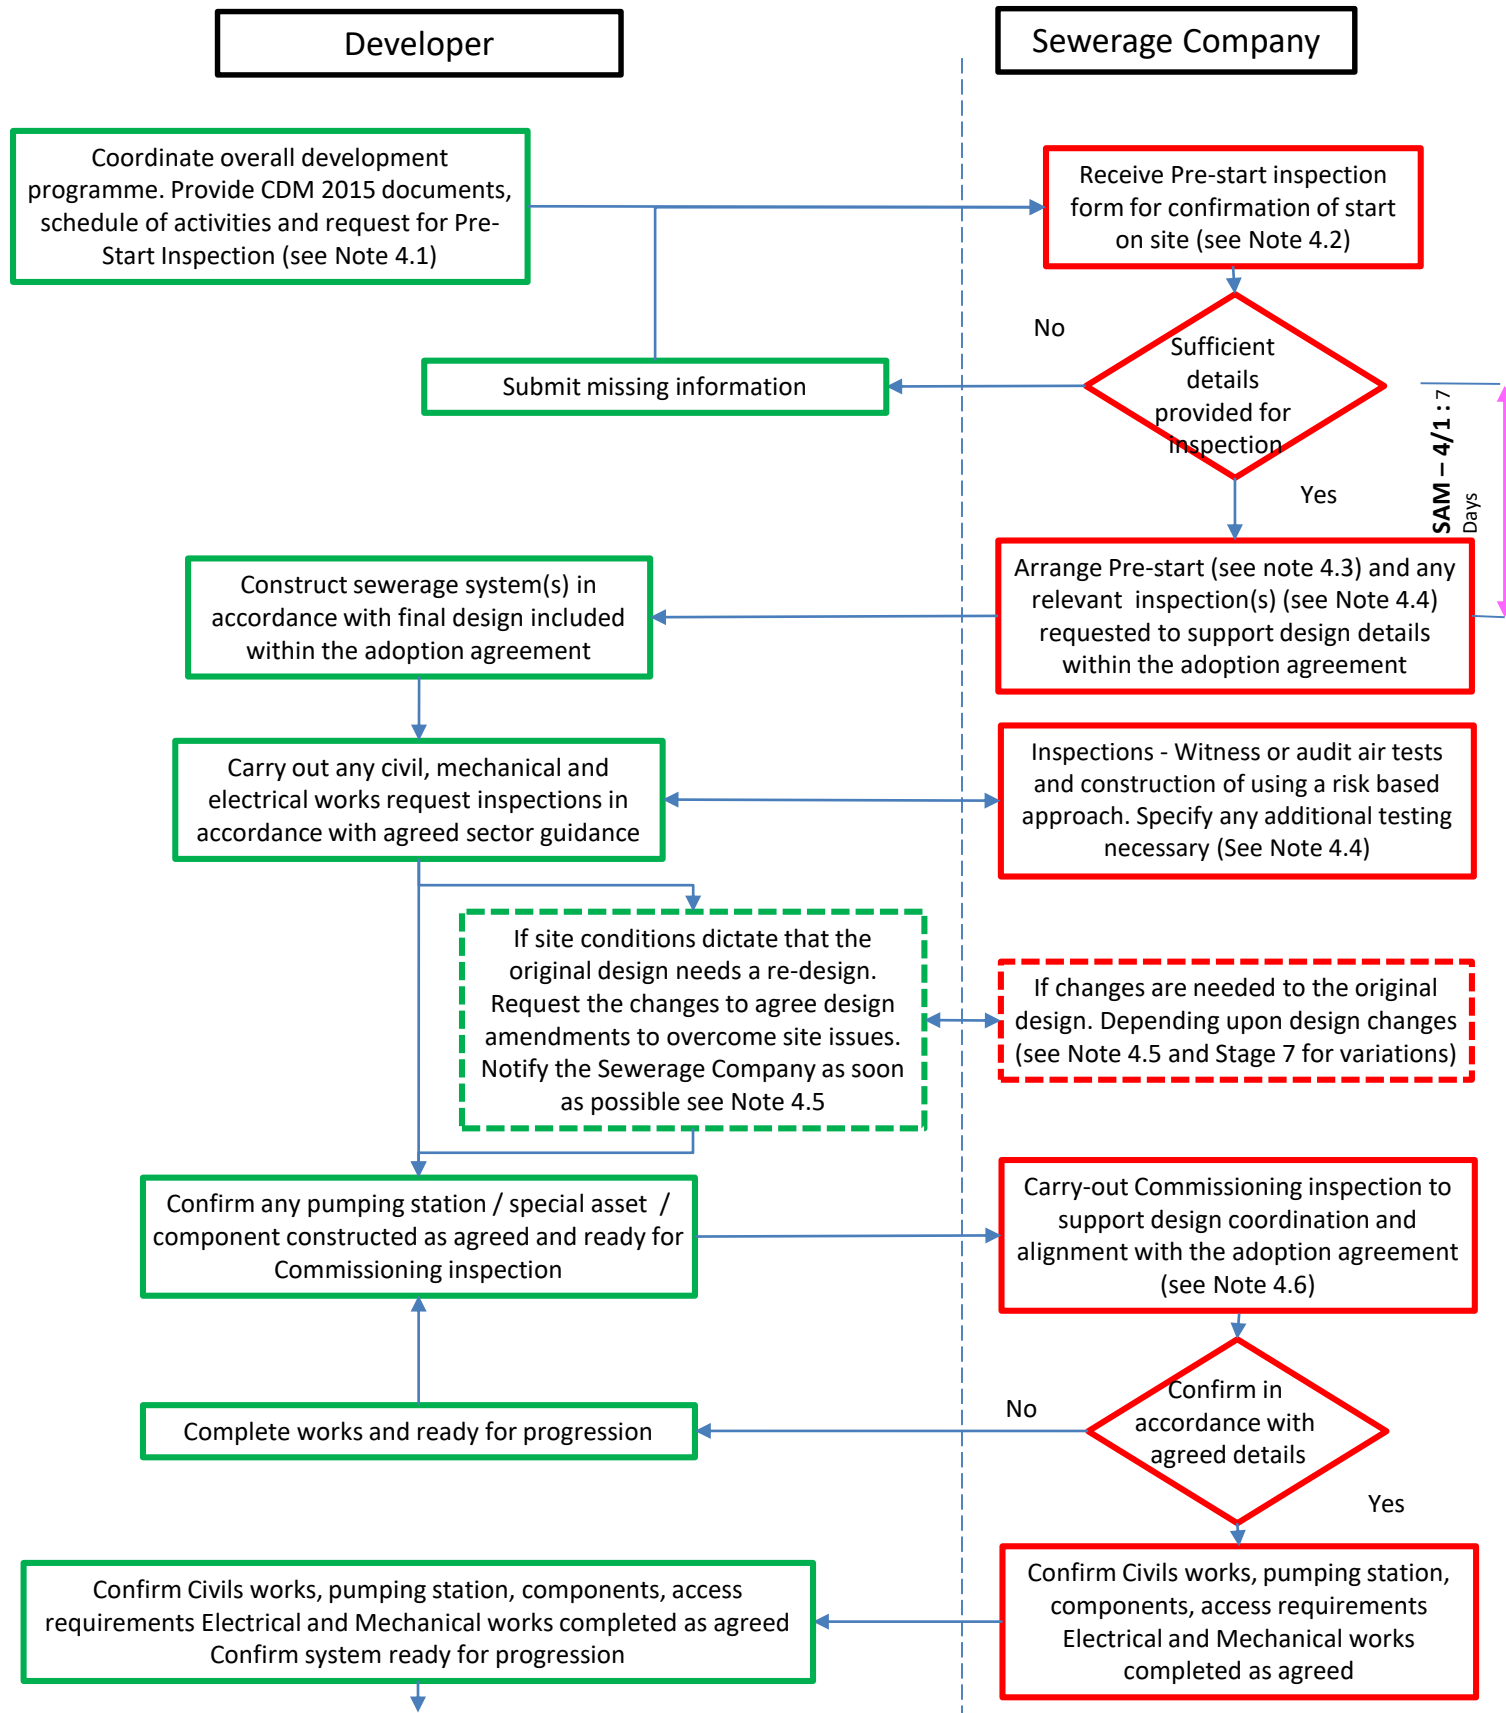 Developer
Sewerage Company
Coordinate overall development
programme. Provide CDM 2015 documents,
schedule of activities and request for Pre-
Start Inspection (see Note 4.1)
Receive Pre-start inspection
form for confirmation of start
on site (see Note 4.2)
No
Sufficient
details
provided for
inspection
Submit missing information
Yes
SAM – 4/1 : 7
Days
Arrange Pre-start (see note 4.3) and any
relevant inspection(s) (see Note 4.4)
requested to support design details
within the adoption agreement
Construct sewerage system(s) in
accordance with final design included
within the adoption agreement
Carry out any civil, mechanical and
electrical works request inspections in
accordance with agreed sector guidance
Inspections - Witness or audit air tests
and construction of using a risk based
approach. Specify any additional testing
necessary (See Note 4.4)
If site conditions dictate that the
original design needs a re-design.
Request the changes to agree design
amendments to overcome site issues.
Notify the Sewerage Company as soon
as possible see Note 4.5
If changes are needed to the original
design. Depending upon design changes
(see Note 4.5 and Stage 7 for variations)
Confirm any pumping station / special asset /
component constructed as agreed and ready for
Commissioning inspection
Carry-out Commissioning inspection to
support design coordination and
alignment with the adoption agreement
(see Note 4.6)
Confirm in
accordance with
agreed details
No
Complete works and ready for progression
Yes
Confirm Civils works, pumping station, components, access
requirements Electrical and Mechanical works completed as agreed
Confirm system ready for progression
Confirm Civils works, pumping station,
components, access requirements
Electrical and Mechanical works
completed as agreed